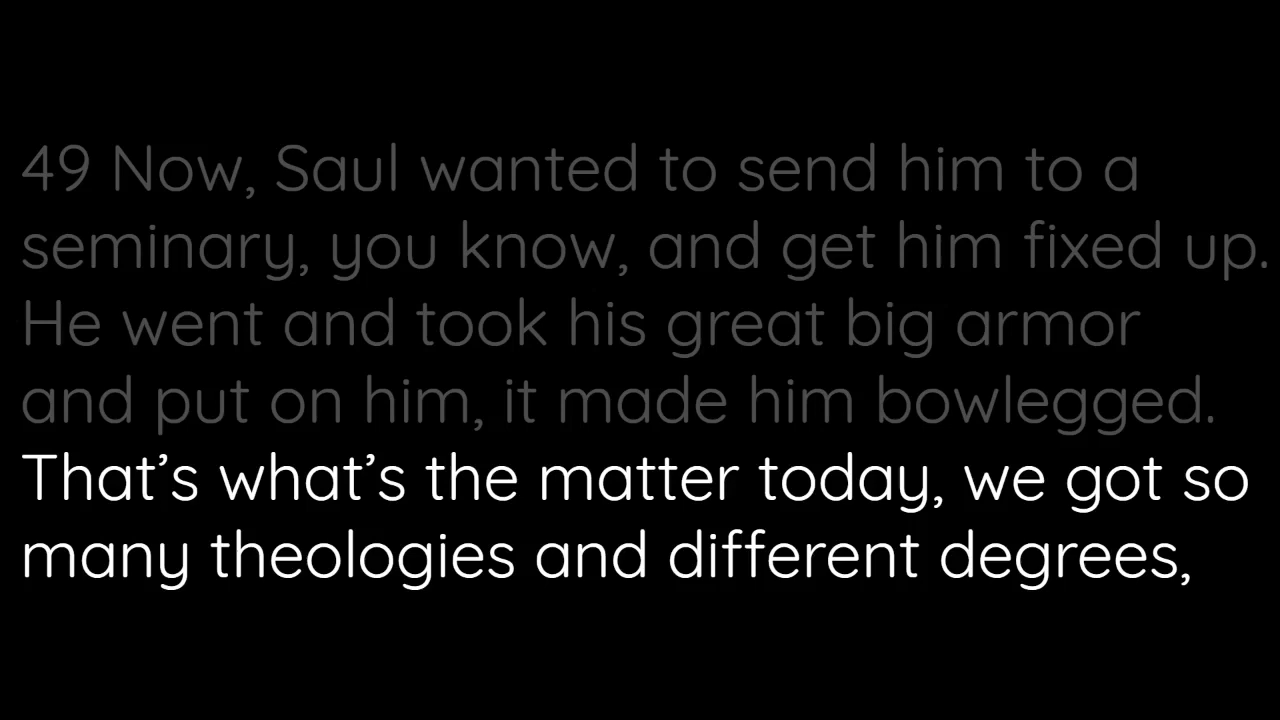 49 Now, Saul wanted to send him to a
seminary, you know, and get him fixed up.
He went and took his great big armor
and put on him, it made him bowlegged.
That’s what’s the matter today, we got so
many theologies and different degrees,